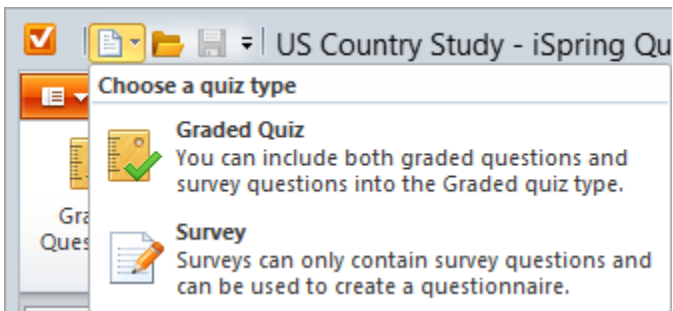 US Country Study - iSpring Qu
Choose a quiz type
Graded Quiz
You can include both graded questions and
survey questions into the Graded quiz type.
Survey
Surveys can only contain survey questions and
can be used to create a questionnaire.
Gra
Ques